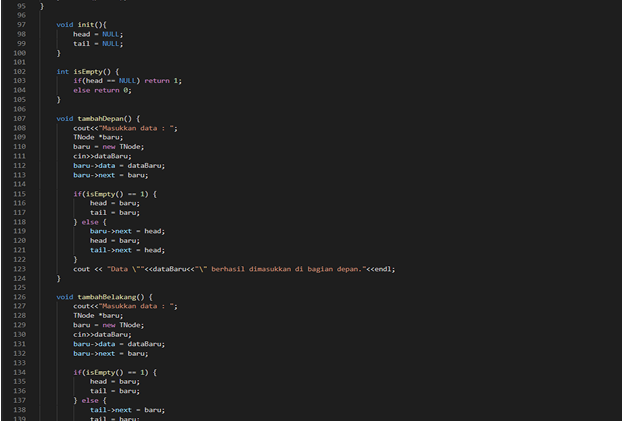 95 }
96
97 void init(){
98 head = NULL;
99 tail = NULL;
100 }
101
102 int isEmpty() {
103 if(head == NULL) return 1;
104 else return 0;
105 }
106
107 void tambahDepan() {
108 cout<<"Masukkan data : ";
109 TNode *baru;
110 baru = new TNode;
111 cin>>dataBaru;
112 baru->data = dataBaru;
113 baru->next = baru;
114
115 if(isEmpty() == 1) {
116 head = baru;
117 tail = baru;
118 } else {
119 baru->next = head;
120 head = baru;
121 tail->next = head;
122 }
123 cout << "Data \""<<dataBaru<<"\" berhasil dimasukkan di bagian depan."<<endl;
124 }
125
126 void tambahBelakang() {
127 cout<<"Masukkan data : ";
128 TNode *baru;
129 baru = new TNode;
130 cin>>dataBaru;
131 baru->data = dataBaru;
132 baru->next = baru;
133
134 if(isEmpty() == 1) {
135 head = baru;
136 tail = baru;
137 } else {
138 tail->next = baru;
139 tail = baru;